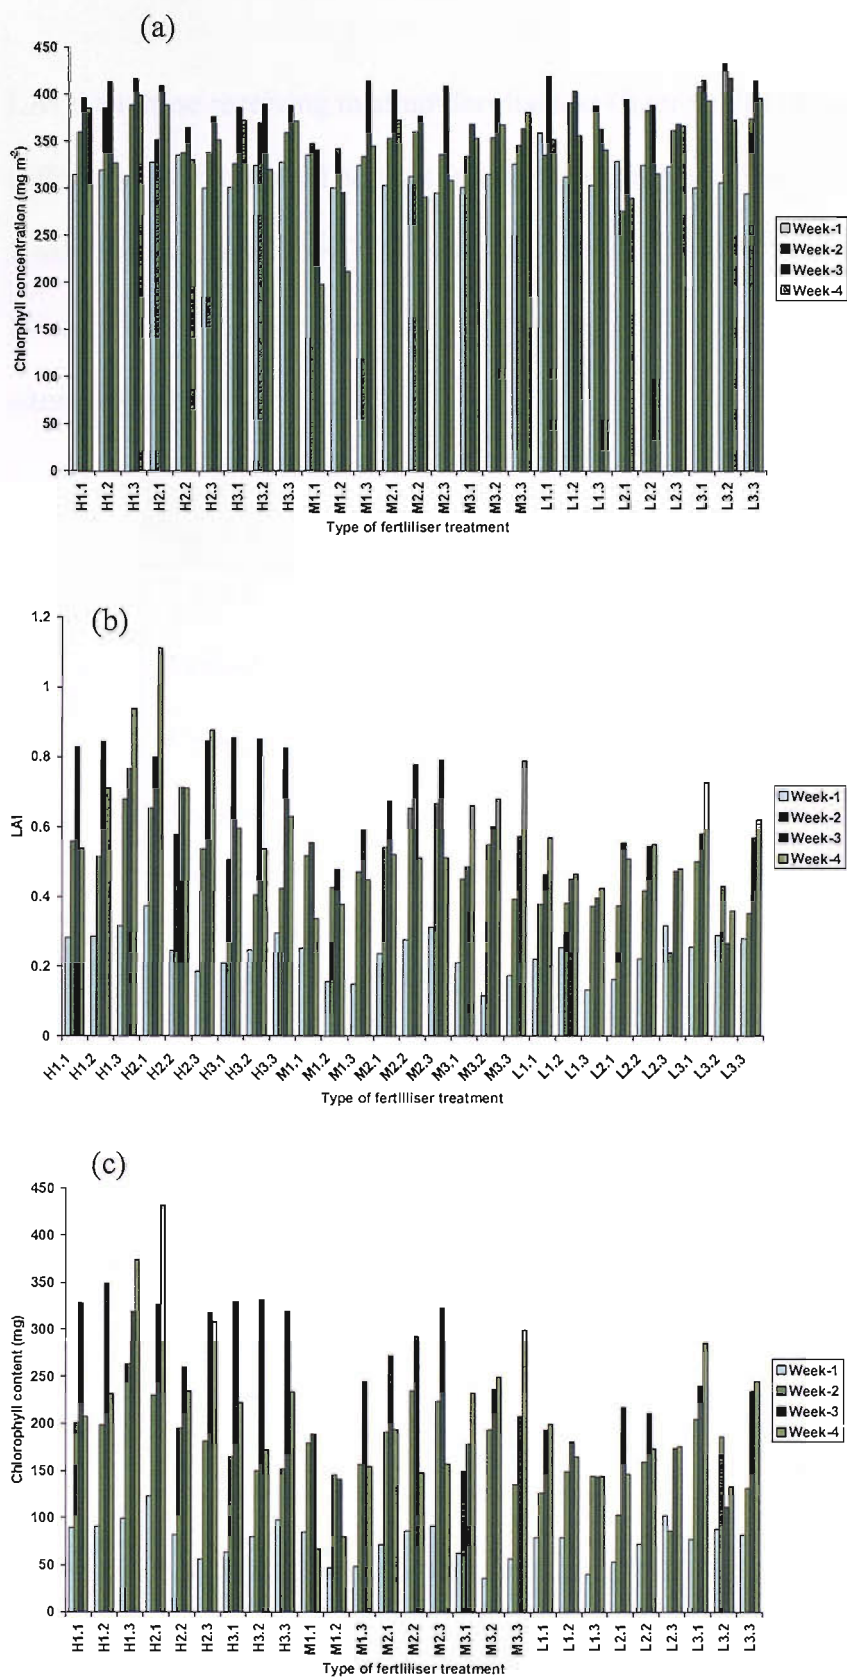 (a)
Chlorphyll concentration (mg m²)
450
400
350
300
250
200
150
100
50
0
H1.1 H1.2 H1.3 H2.1 H2.2 H2.3 H3.1 H3.2 H3.3 M1.1 M1.2 M1.3 M2.1 M2.2 M2.3 M3.1 M3.2 M3.3 L1.1 L1.2 L1.3 L2.1 L2.2 L2.3 L3.1 L3.2 L3.3
Type of fertliliser treatment
Week-1
Week-2
Week-3
Week-4
(b)
LAI
1.2
1
0.8
0.6
0.4
0.2
0
H1.1 H1.2 H1.3 H2.1 H2.2 H2.3 H3.1 H3.2 H3.3 M1.1 M1.2 M1.3 M2.1 M2.2 M2.3 M3.1 M3.2 M3.3 L1.1 L1.2 L1.3 L2.1 L2.2 L2.3 L3.1 L3.2 L3.3
Type of fertliliser treatment
Week-1
Week-2
Week-3
Week-4
(c)
Chlorophyll content (mg)
450
400
350
300
250
200
150
100
50
0
H1.1 H1.2 H1.3 H2.1 H2.2 H2.3 H3.1 H3.2 H3.3 M1.1 M1.2 M1.3 M2.1 M2.2 M2.3 M3.1 M3.2 M3.3 L1.1 L1.2 L1.3 L2.1 L2.2 L2.3 L3.1 L3.2 L3.3
Type of fertliliser treatment
Week-1
Week-2
Week-3
Week-4